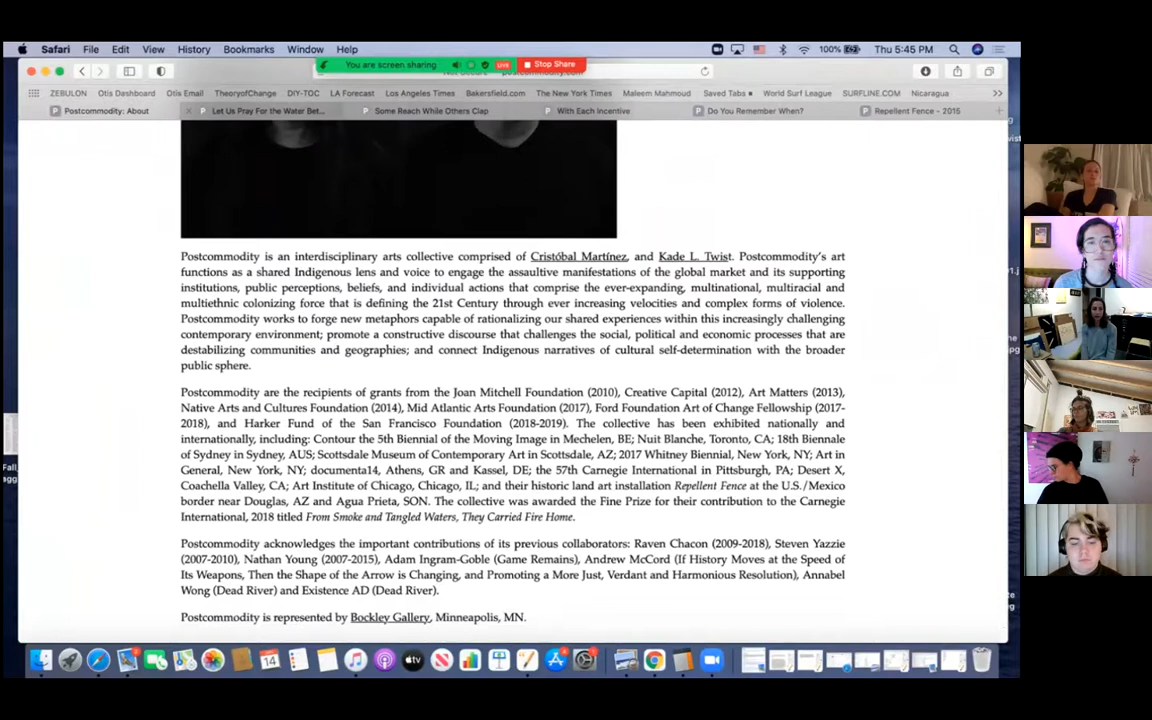 Safari File Edit View History Bookmarks Window Help
100%
Thu 5:45 PM
You are screen sharing
LIVE
Stop Share
ZEBULON Otis Dashboard Otis Email TheoryofChange DIY-TOC LA Forecast Los Angeles Times Bakersfield.com The New York Times Maleem Mahmoud Saved Tabs World Surf League SURFLINE.COM Nicaragua
Postcommodity: About
Let Us Pray For the Water Bet...
Some Reach While Others Clap
With Each Incentive
Do You Remember When?
Repellent Fence - 2015
Postcommodity is an interdisciplinary arts collective comprised of Cristóbal Martínez, and Kade L. Twist. Postcommodity's art
functions as a shared Indigenous lens and voice to engage the assaultive manifestations of the global market and its supporting
institutions, public perceptions, beliefs, and individual actions that comprise the ever-expanding, multinational, multiracial and
multiethnic colonizing force that is defining the 21st Century through ever increasing velocities and complex forms of violence.
Postcommodity works to forge new metaphors capable of rationalizing our shared experiences within this increasingly challenging
contemporary environment; promote a constructive discourse that challenges the social, political and economic processes that are
destabilizing communities and geographies; and connect Indigenous narratives of cultural self-determination with the broader
public sphere.
Postcommodity are the recipients of grants from the Joan Mitchell Foundation (2010), Creative Capital (2012), Art Matters (2013),
Native Arts and Cultures Foundation (2014), Mid Atlantic Arts Foundation (2017), Ford Foundation Art of Change Fellowship (2017-
2018), and Harker Fund of the San Francisco Foundation (2018-2019). The collective has been exhibited nationally and
internationally, including: Contour the 5th Biennial of the Moving Image in Mechelen, BE; Nuit Blanche, Toronto, CA; 18th Biennale
of Sydney in Sydney, AUS; Scottsdale Museum of Contemporary Art in Scottsdale, AZ; 2017 Whitney Biennial, New York, NY; Art in
General, New York, NY; documenta14, Athens, GR and Kassel, DE; the 57th Carnegie International in Pittsburgh, PA; Desert X,
Coachella Valley, CA; Art Institute of Chicago, Chicago, IL; and their historic land art installation Repellent Fence at the U.S./Mexico
border near Douglas, AZ and Agua Prieta, SON. The collective was awarded the Fine Prize for their contribution to the Carnegie
International, 2018 titled From Smoke and Tangled Waters, They Carried Fire Home.
Postcommodity acknowledges the important contributions of its previous collaborators: Raven Chacon (2009-2018), Steven Yazzie
(2007-2010), Nathan Young (2007-2015), Adam Ingram-Goble (Game Remains), Andrew McCord (If History Moves at the Speed of
Its Weapons, Then the Shape of the Arrow is Changing, and Promoting a More Just, Verdant and Harmonious Resolution), Annabel
Wong (Dead River) and Existence AD (Dead River).
Postcommodity is represented by Bockley Gallery, Minneapolis, MN.
Fall_
14
tv